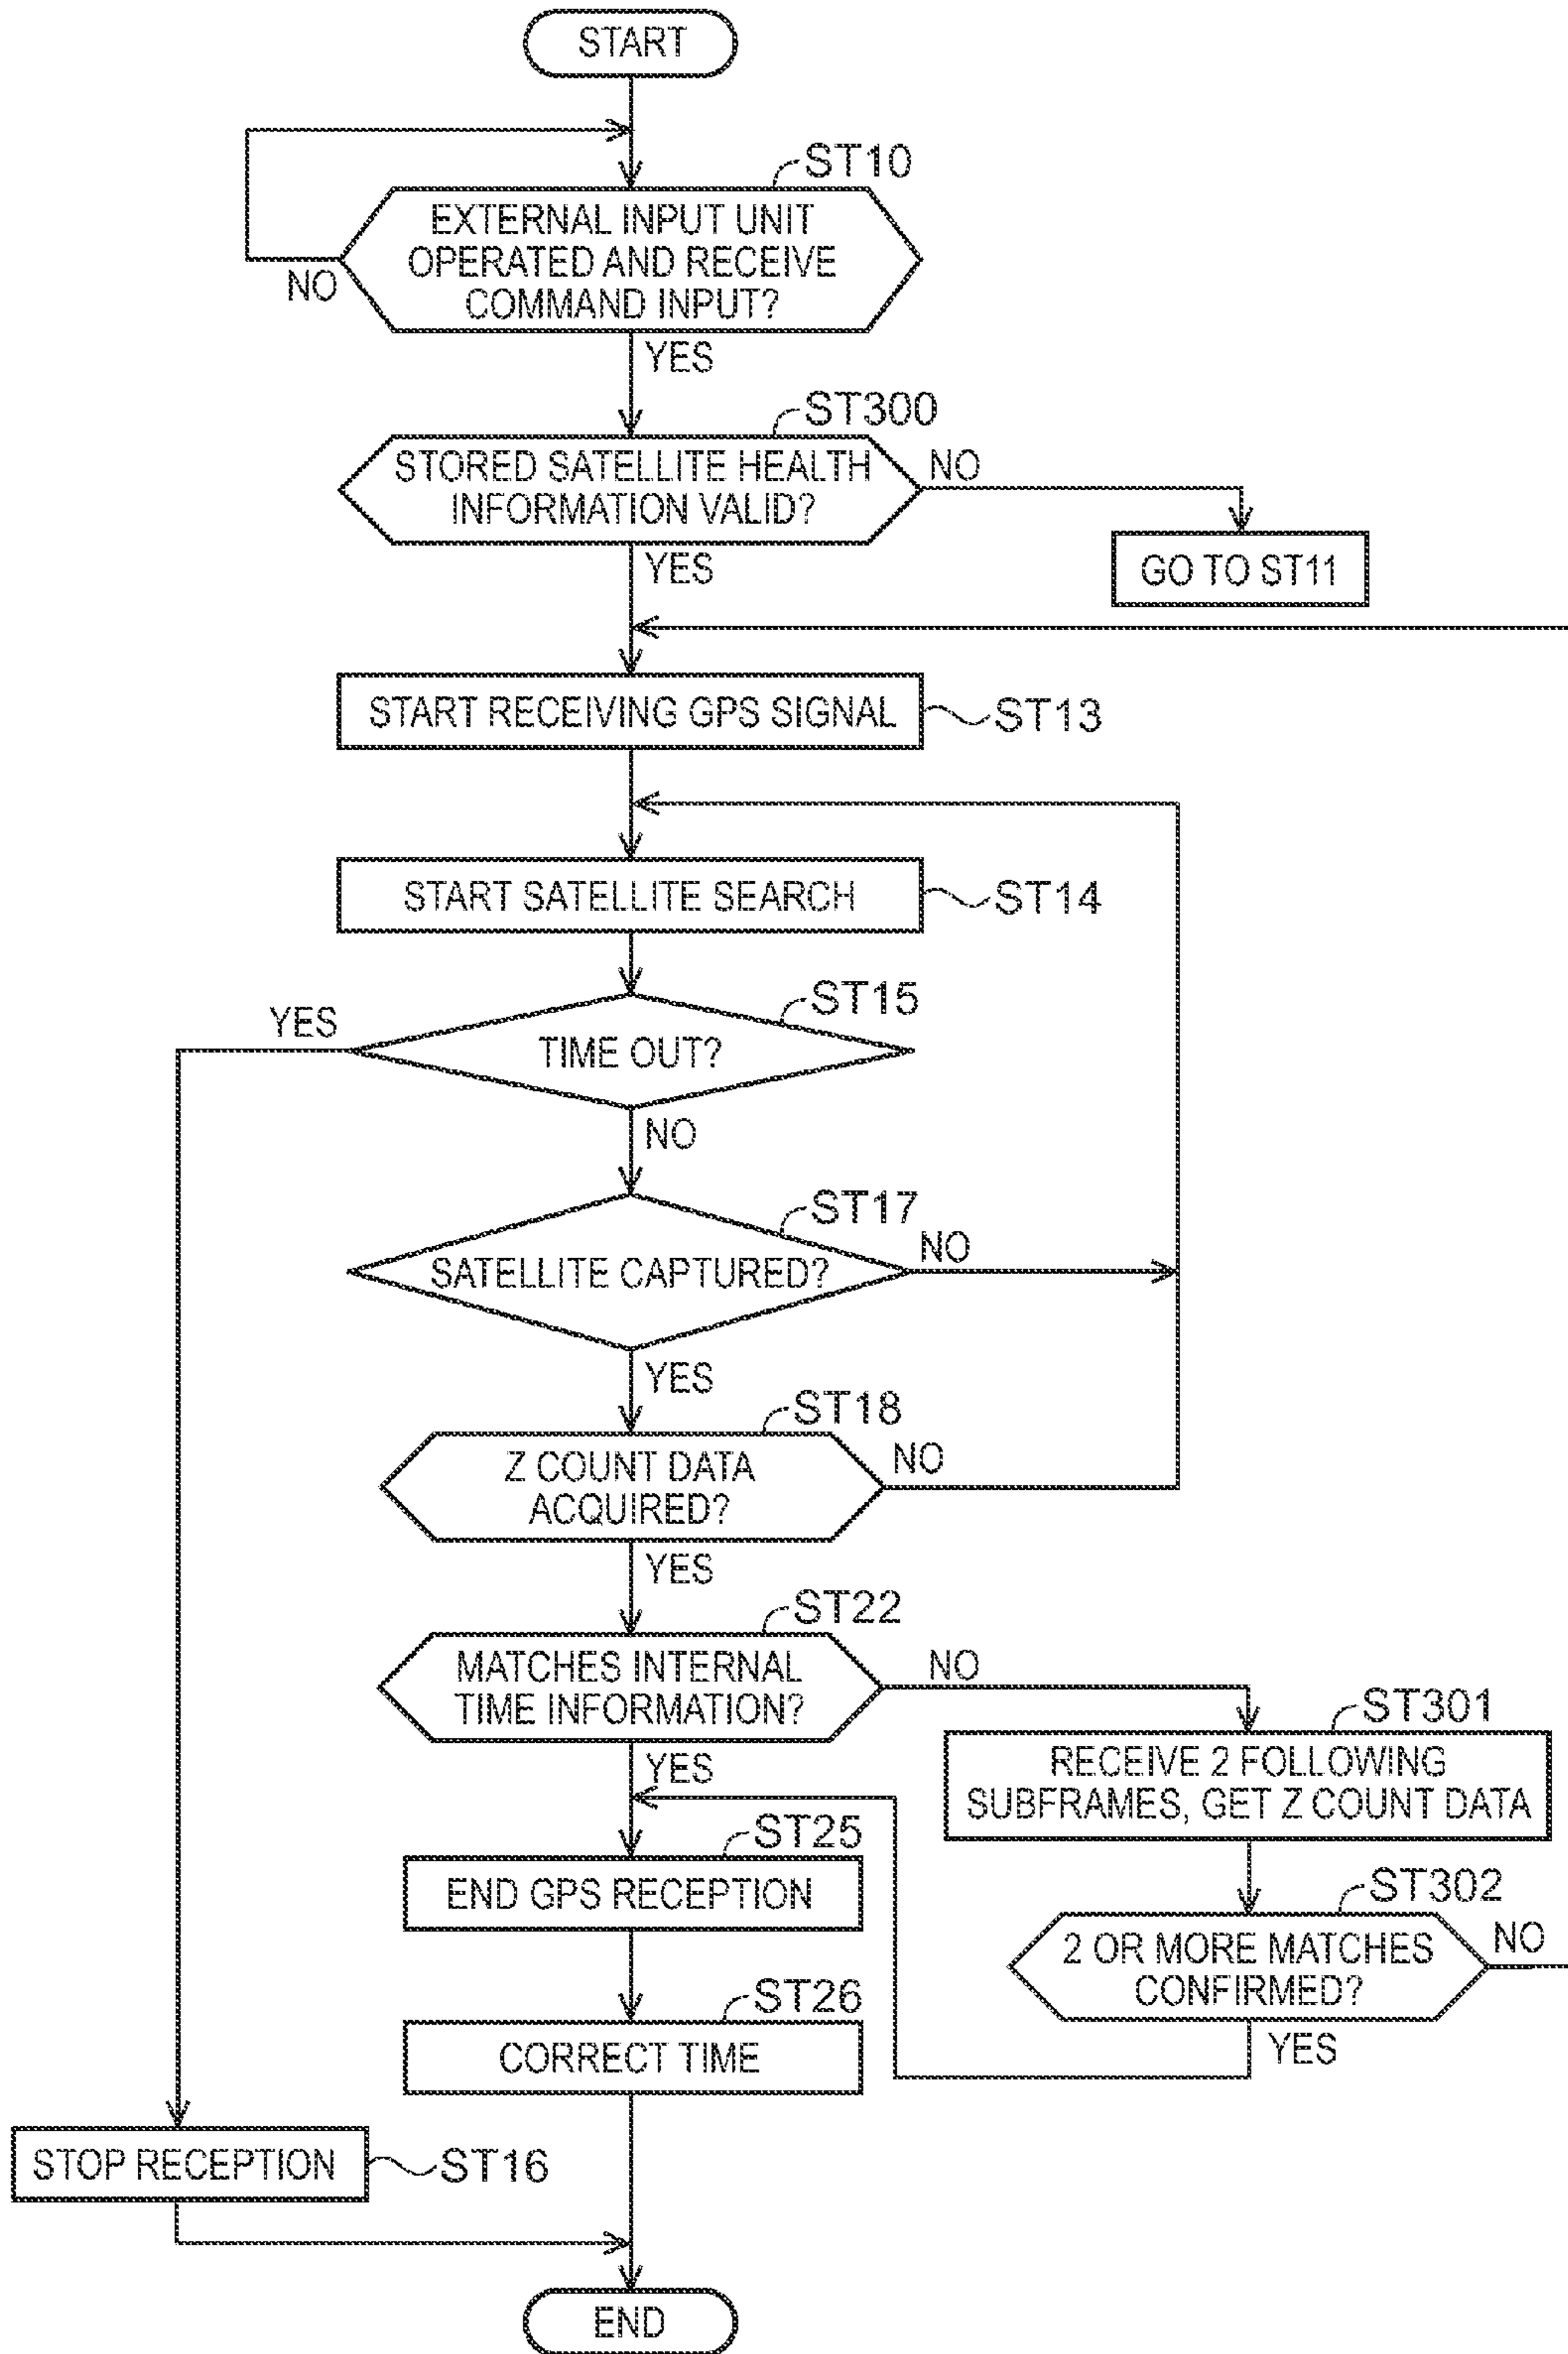 START
ST10
EXTERNAL INPUT UNIT
OPERATED AND RECEIVE
COMMAND INPUT?
NO
YES
ST300
STORED SATELLITE HEALTH
INFORMATION VALID?
NO
GO TO ST11
YES
START RECEIVING GPS SIGNAL
ST13
START SATELLITE SEARCH
ST14
ST15
YES
TIME OUT?
NO
ST17
SATELLITE CAPTURED?
NO
YES
ST18
Z COUNT DATA
ACQUIRED?
NO
YES
ST22
MATCHES INTERNAL
TIME INFORMATION?
NO
YES
ST301
RECEIVE 2 FOLLOWING
SUBFRAMES, GET Z COUNT DATA
ST25
END GPS RECEPTION
ST302
2 OR MORE MATCHES
CONFIRMED?
NO
YES
ST26
CORRECT TIME
STOP RECEPTION
ST16
END